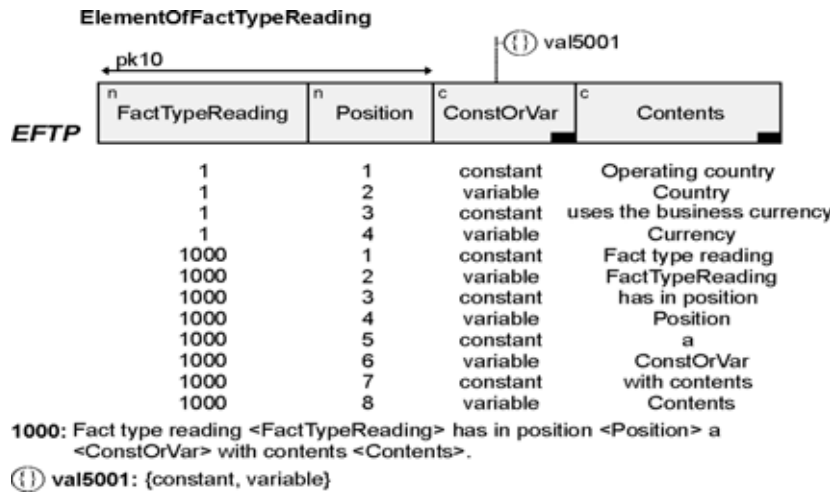 ElementOfFactTypeReading
{} val5001
pk10
n FactTypeReading n Position c ConstOrVar c Contents
EFTP
1 1 constant Operating country
1 2 variable Country
1 3 constant uses the business currency
1 4 variable Currency
1000 1 constant Fact type reading
1000 2 variable FactTypeReading
1000 3 constant has in position
1000 4 variable Position
1000 5 constant a
1000 6 variable ConstOrVar
1000 7 constant with contents
1000 8 variable Contents
1000: Fact type reading <FactTypeReading> has in position <Position> a
<ConstOrVar> with contents <Contents>.
{} val5001: {constant, variable}